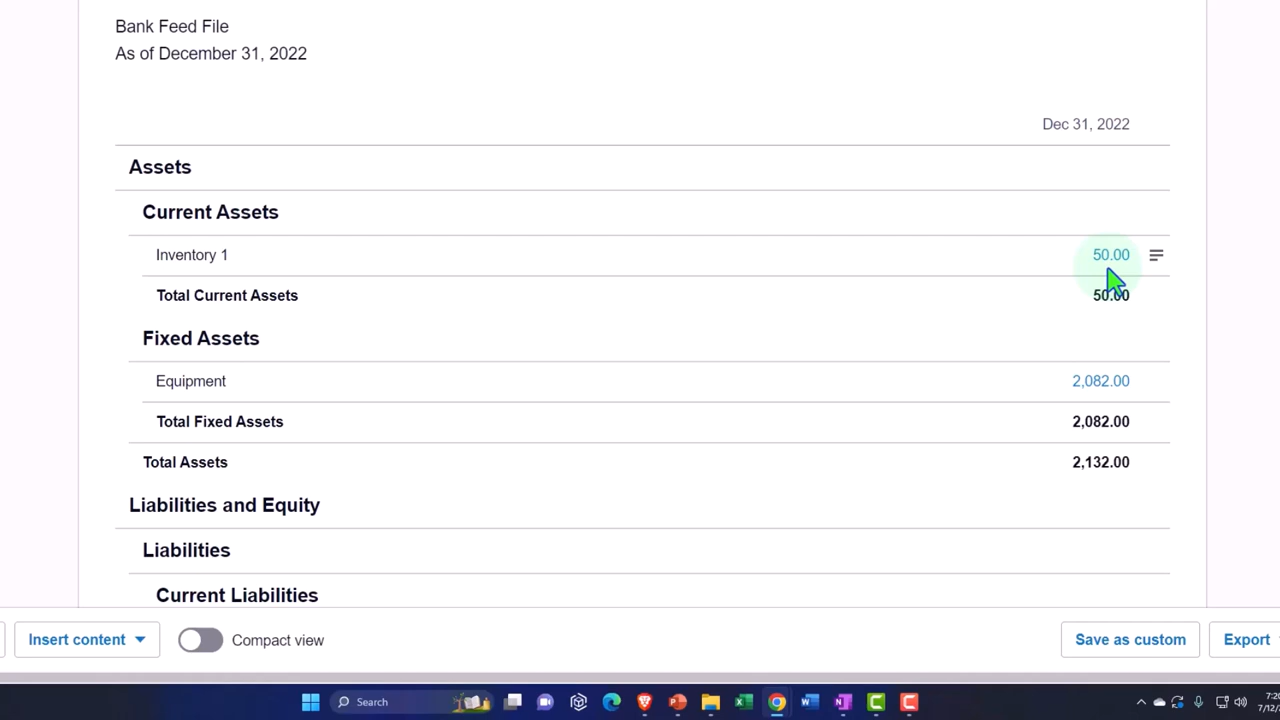 Bank Feed File
As of December 31, 2022
Dec 31, 2022
Assets
Current Assets
Inventory 1 50.00
Total Current Assets 50.00
Fixed Assets
Equipment 2,082.00
Total Fixed Assets 2,082.00
Total Assets 2,132.00
Liabilities and Equity
Liabilities
Current Liabilities
Insert content Compact view Save as custom Export
Search